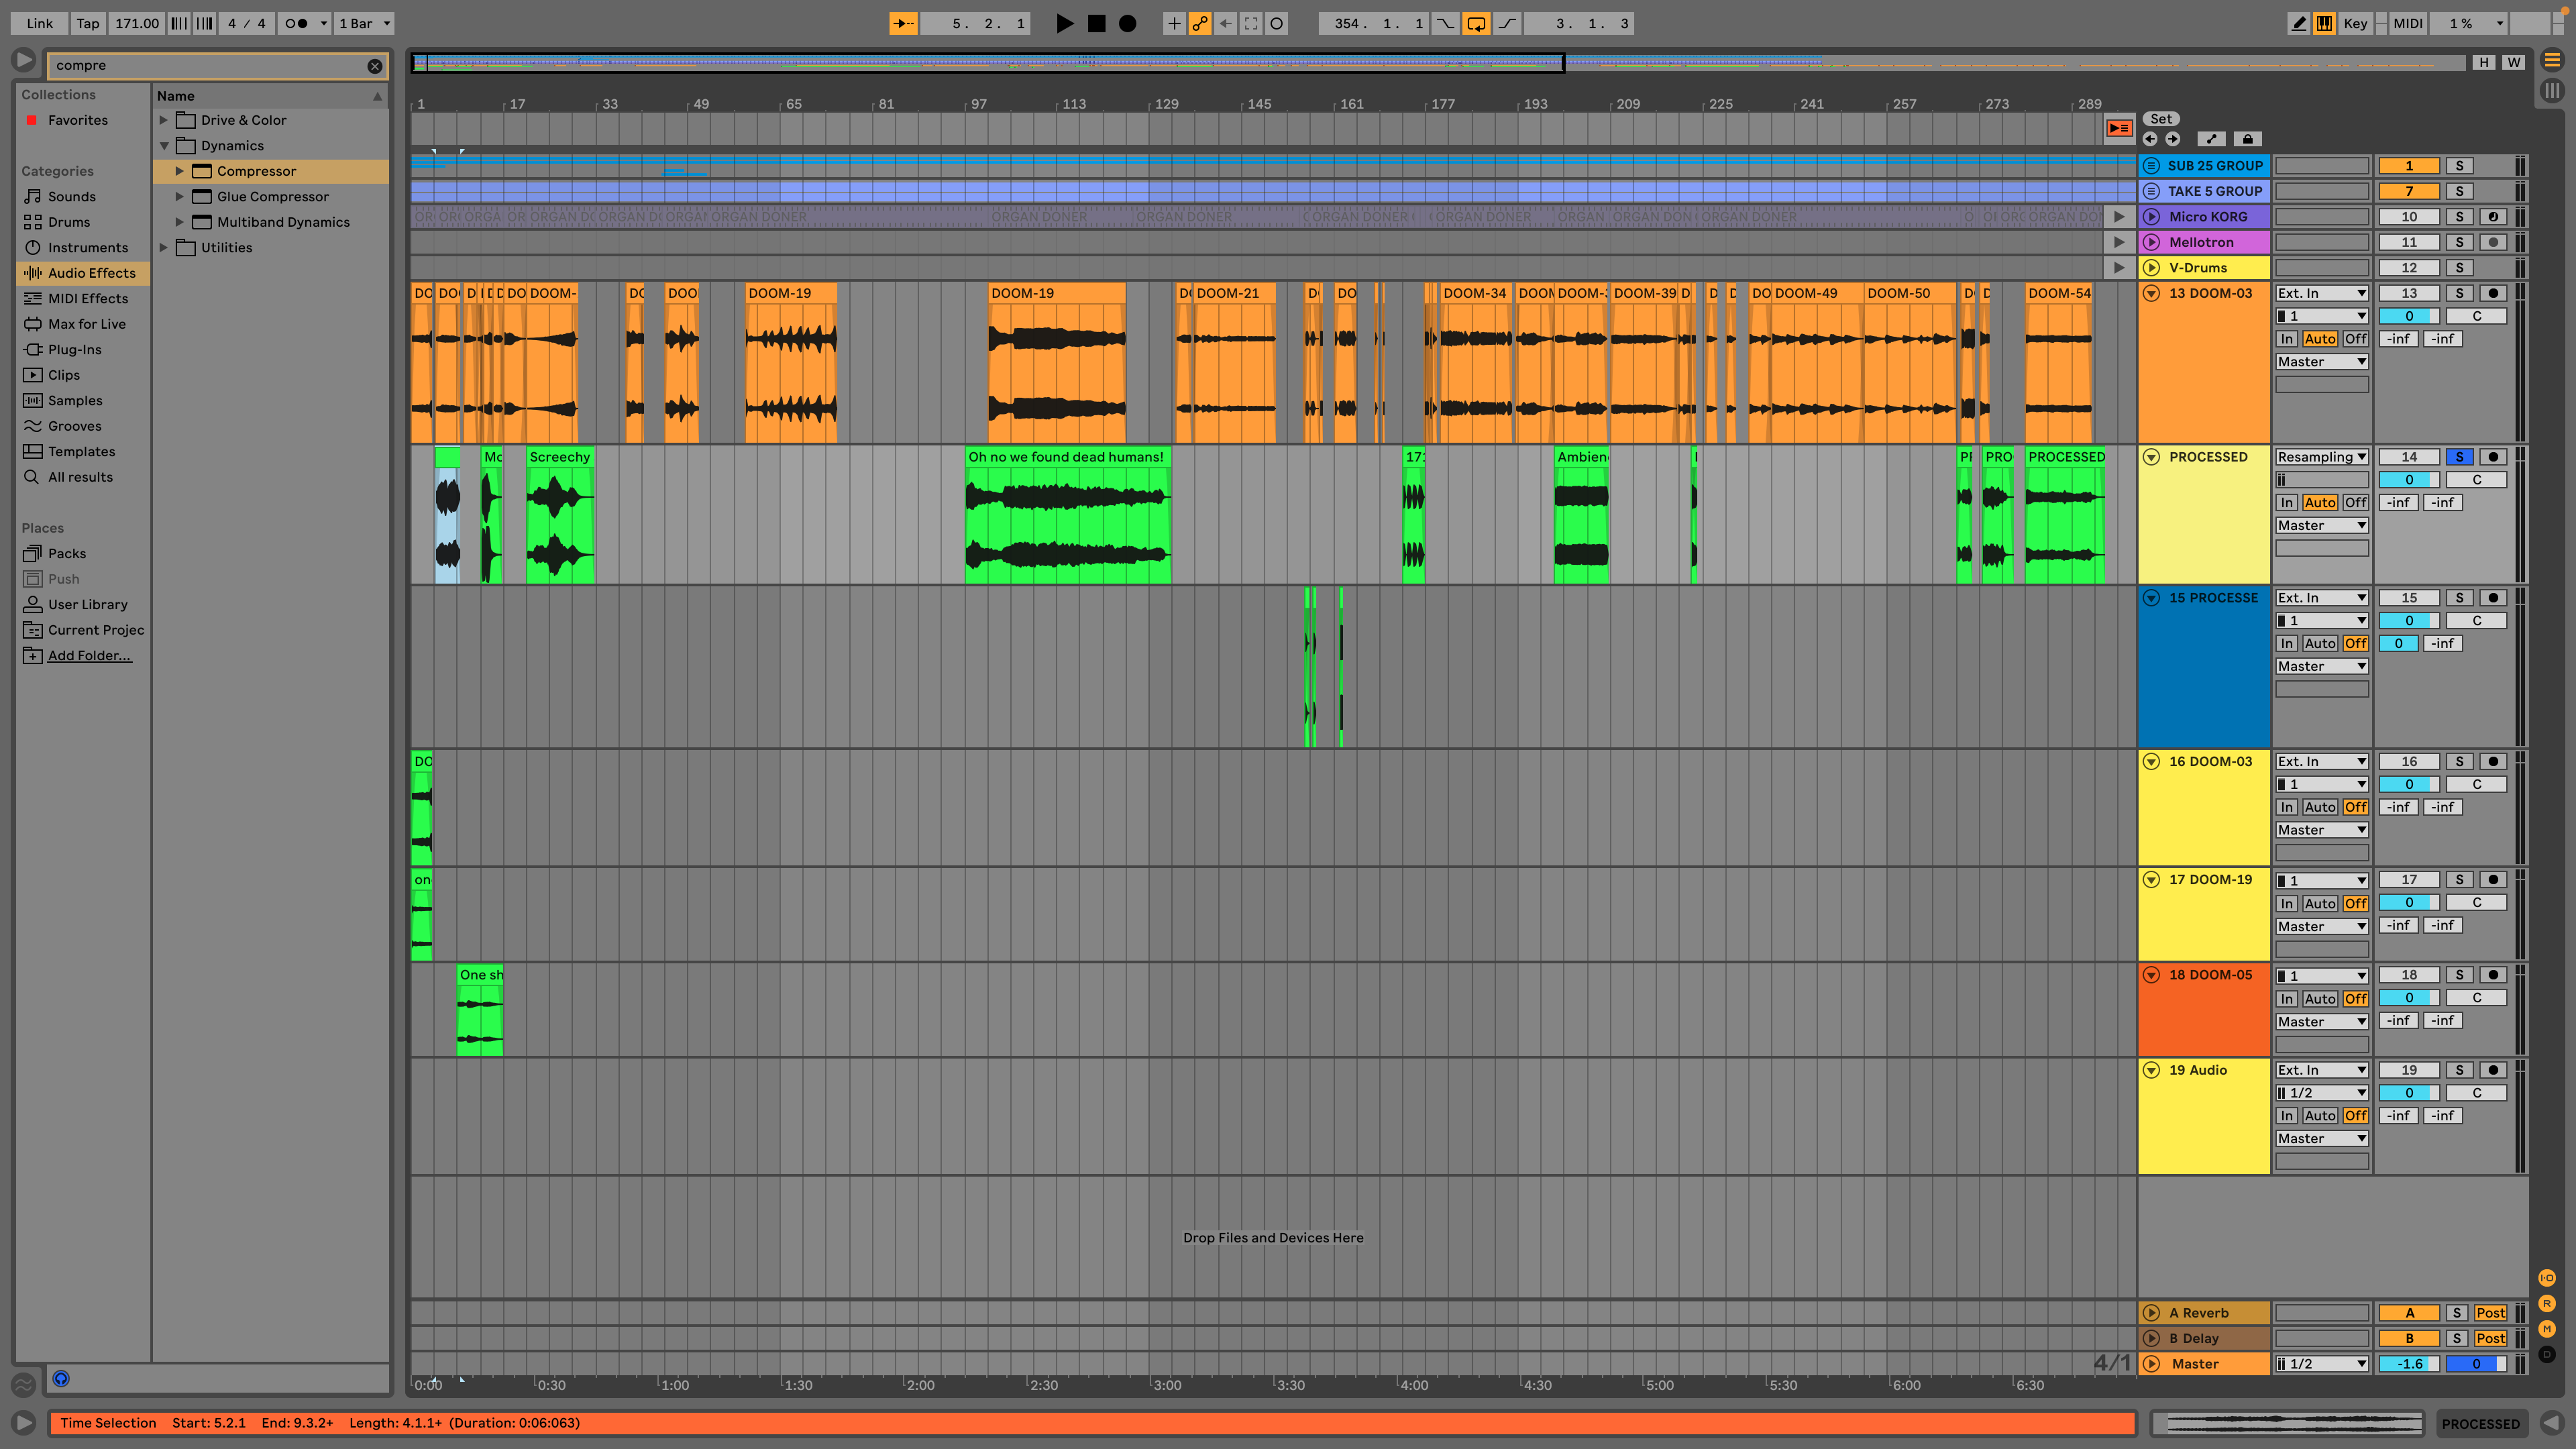 Link Tap 171.00 4 / 4 1 Bar 5. 2. 1 354. 1. 1 3. 1. 3 Key MIDI 1 %
compre
H W
Collections
Favorites
Categories
Sounds
Drums
Instruments
Audio Effects
MIDI Effects
Max for Live
Plug-Ins
Clips
Samples
Grooves
Templates
All results
Places
Packs
Push
User Library
Current Projec
Add Folder...
Name
Drive & Color
Dynamics
Compressor
Glue Compressor
Multiband Dynamics
Utilities
1 17 33 49 65 81 97 113 129 145 161 177 193 209 225 241 257 273 289
Set
SUB 25 GROUP 1 S
TAKE 5 GROUP 7 S
ORGAN DONER ORGAN DONER ORGAN DONER ORGAN DONER ORGAN DONER ORGAN DONER
Micro KORG 10 S
Mellotron 11 S
V-Drums 12 S
DO DOOM- DOO DOOM-19 DOOM-19 DOOM-21 DO DOOM-34 DOOM-39 DO DOOM-49 DOOM-50 DOOM-54
13 DOOM-03 Ext. In 13 S
1 0 C
In Auto Off -inf -inf
Master
Mc Screechy Oh no we found dead humans! 171 Ambien PRO PROCESSED
PROCESSED Resampling 14 S
0 C
In Auto Off -inf -inf
Master
15 PROCESSE Ext. In 15 S
1 0 C
In Auto Off 0 -inf
Master
DO
16 DOOM-03 Ext. In 16 S
1 0 C
In Auto Off -inf -inf
Master
on
17 DOOM-19 1 17 S
In Auto Off 0 C
Master -inf -inf
One sh
18 DOOM-05 1 18 S
In Auto Off 0 C
Master -inf -inf
19 Audio Ext. In 19 S
1/2 0 C
In Auto Off -inf -inf
Master
Drop Files and Devices Here
A Reverb A S Post
B Delay B S Post
4/1
Master 1/2 -1.6 0
I·O
R
M
D
0:00 0:30 1:00 1:30 2:00 2:30 3:00 3:30 4:00 4:30 5:00 5:30 6:00 6:30
Time Selection Start: 5.2.1 End: 9.3.2+ Length: 4.1.1+ (Duration: 0:06:063)
PROCESSED